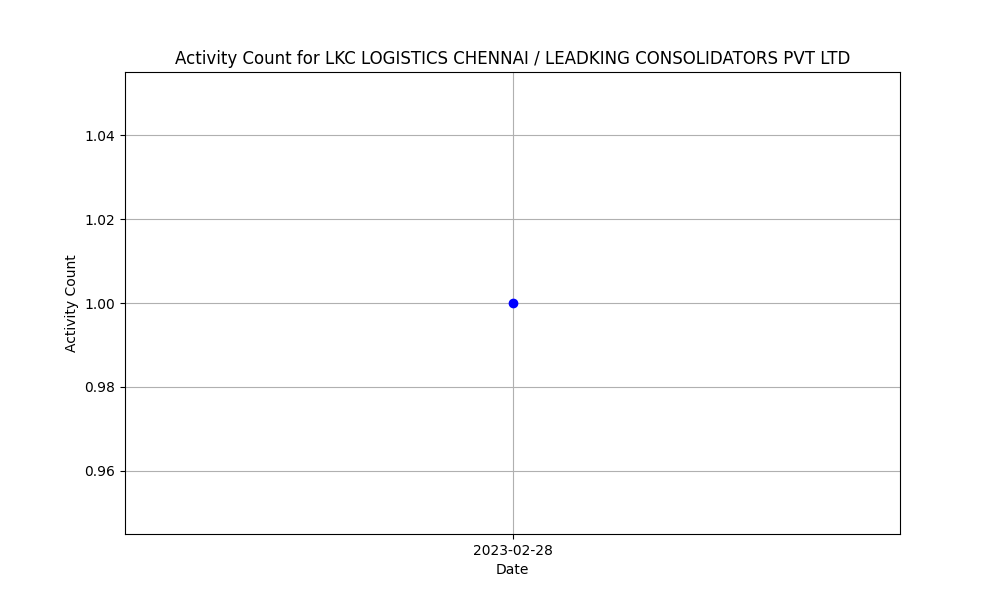 Activity Count for LKC LOGISTICS CHENNAI / LEADKING CONSOLIDATORS PVT LTD
1.04
1.02
1.00
0.98
0.96
Activity Count
2023-02-28
Date